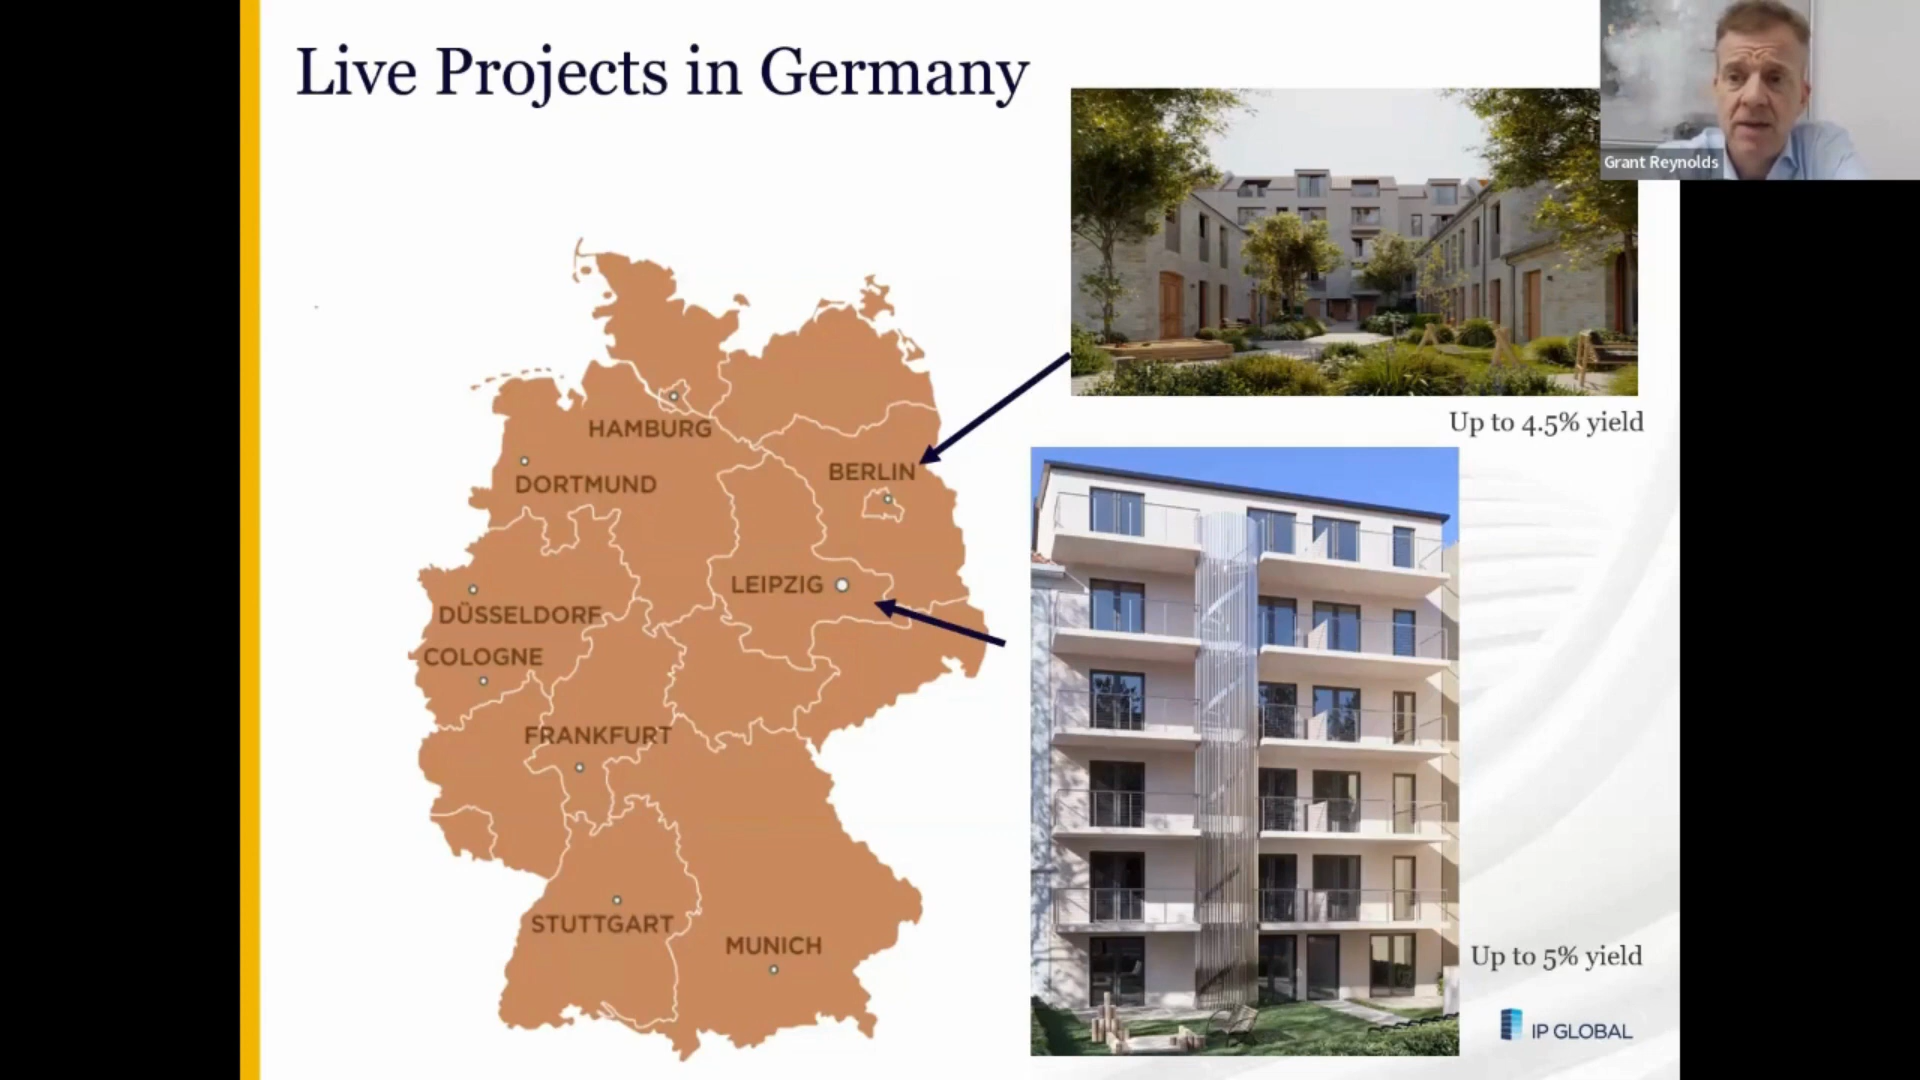 Live Projects in Germany
Grant Reynolds
Up to 4.5% yield
HAMBURG
DORTMUND
BERLIN
LEIPZIG
DÜSSELDORF
COLOGNE
FRANKFURT
STUTTGART
MUNICH
Up to 5% yield
IP GLOBAL